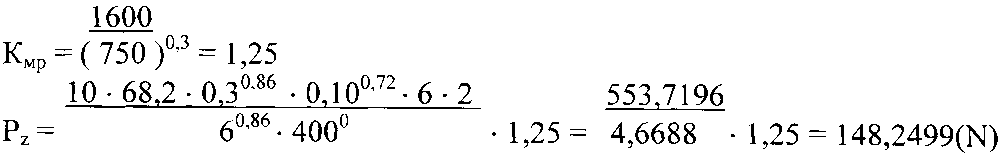 1600
Kмр = ( 750 )^0,3 = 1,25
10 · 68,2 · 0,3^0,86 · 0,10^0,72 · 6 · 2 553,7196
Pz = 6^0,86 · 400^0 · 1,25 = 4,6688 · 1,25 = 148,2499(N)